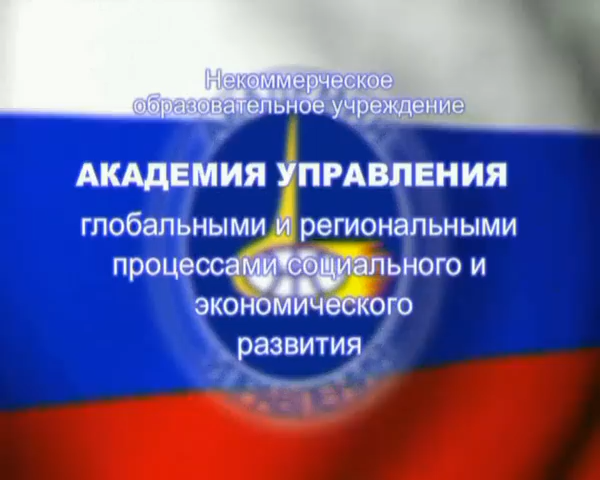 Некоммерческое
образовательное учреждение
АКАДЕМИЯ УПРАВЛЕНИЯ
глобальными и региональными
процессами социального и
экономического
развития